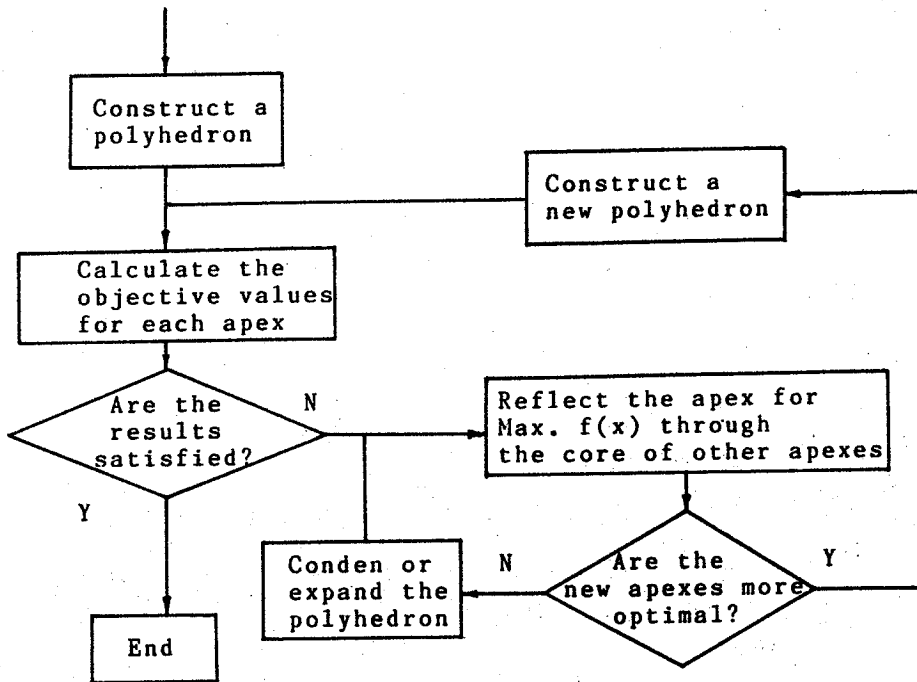 Construct a
polyhedron
Construct a
new polyhedron
Calculate the
objective values
for each apex
Are the
results
satisfied?
N
Y
Reflect the apex for
Max. f(x) through
the core of other apexes
Are the
new apexes more
optimal?
N
Y
Conden or
expand the
polyhedron
End